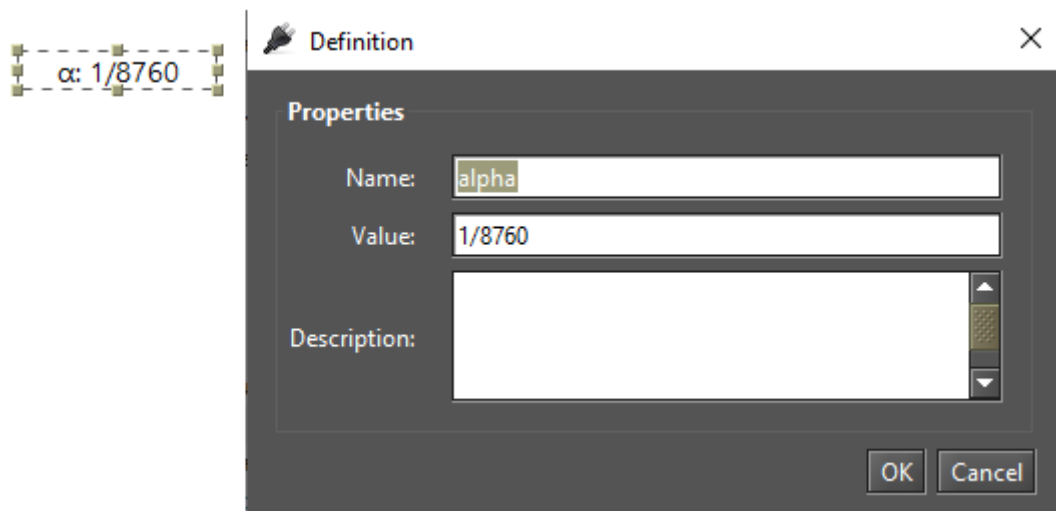 α: 1/8760
Definition
Properties
Name: alpha
Value: 1/8760
Description:
OK Cancel